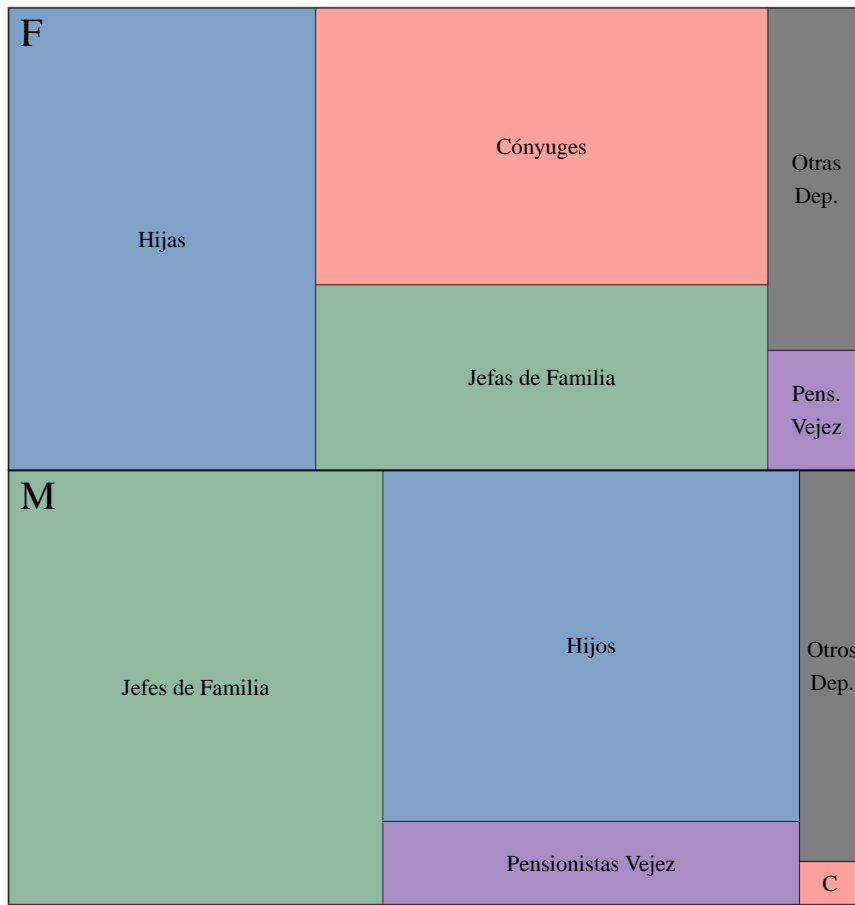 F
Hijas
Cónyuges
Otras
Dep.
Jefas de Familia
Pens.
Vejez
M
Jefes de Familia
Hijos
Otros
Dep.
Pensionistas Vejez
C